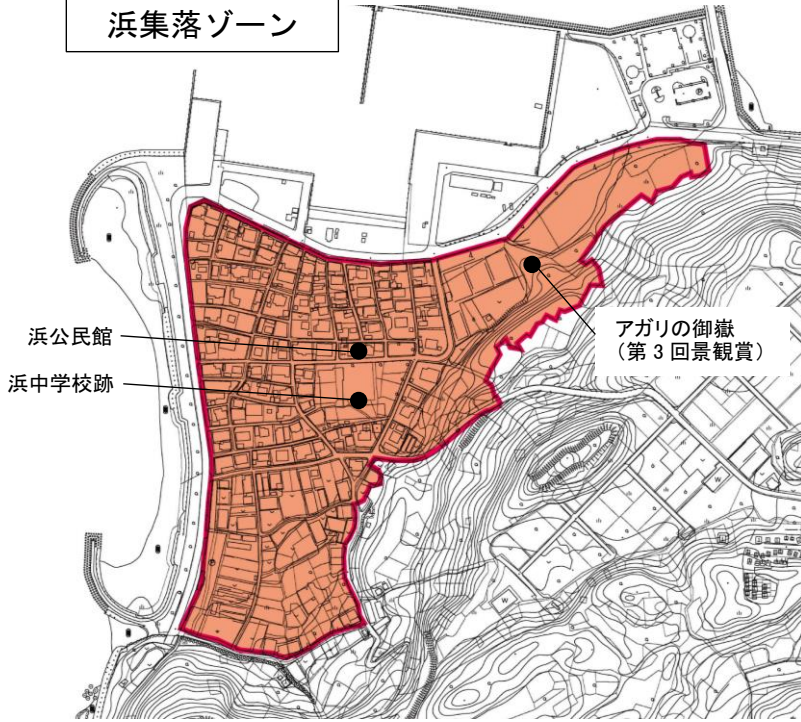 浜集落ゾーン
浜公民館
浜中学校跡
アガリの御嶽
(第3回景観賞)